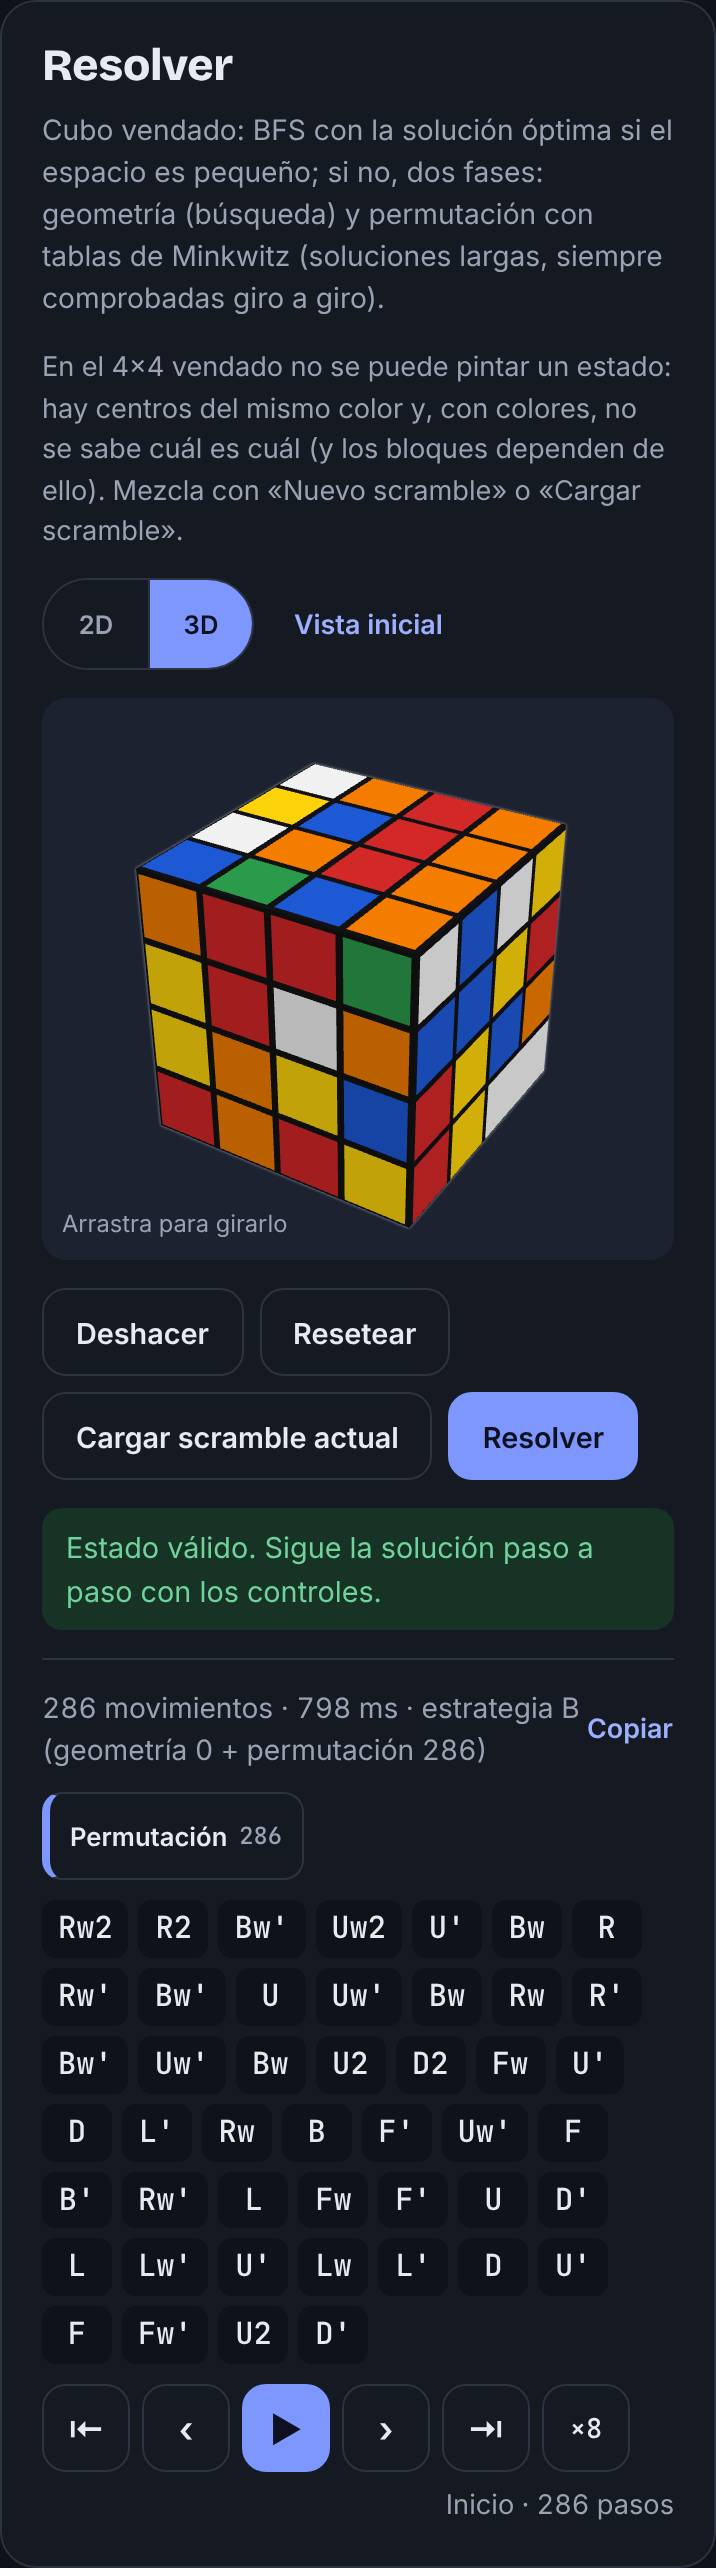 Resolver
Cubo vendado: BFS con la solución óptima si el
espacio es pequeño; si no, dos fases:
geometría (búsqueda) y permutación con
tablas de Minkwitz (soluciones largas, siempre
comprobadas giro a giro).
En el 4×4 vendado no se puede pintar un estado:
hay centros del mismo color y, con colores, no
se sabe cuál es cuál (y los bloques dependen de
ello). Mezcla con «Nuevo scramble» o «Cargar
scramble».
2D 3D Vista inicial
Arrastra para girarlo
Deshacer Resetear
Cargar scramble actual Resolver
Estado válido. Sigue la solución paso a
paso con los controles.
286 movimientos · 798 ms · estrategia B
(geometría 0 + permutación 286)
Copiar
Permutación 286
Rw2 R2 Bw' Uw2 U' Bw R
Rw' Bw' U Uw' Bw Rw R'
Bw' Uw' Bw U2 D2 Fw U'
D L' Rw B F' Uw' F
B' Rw' L Fw F' U D'
L Lw' U' Lw L' D U'
F Fw' U2 D'
×8
Inicio · 286 pasos